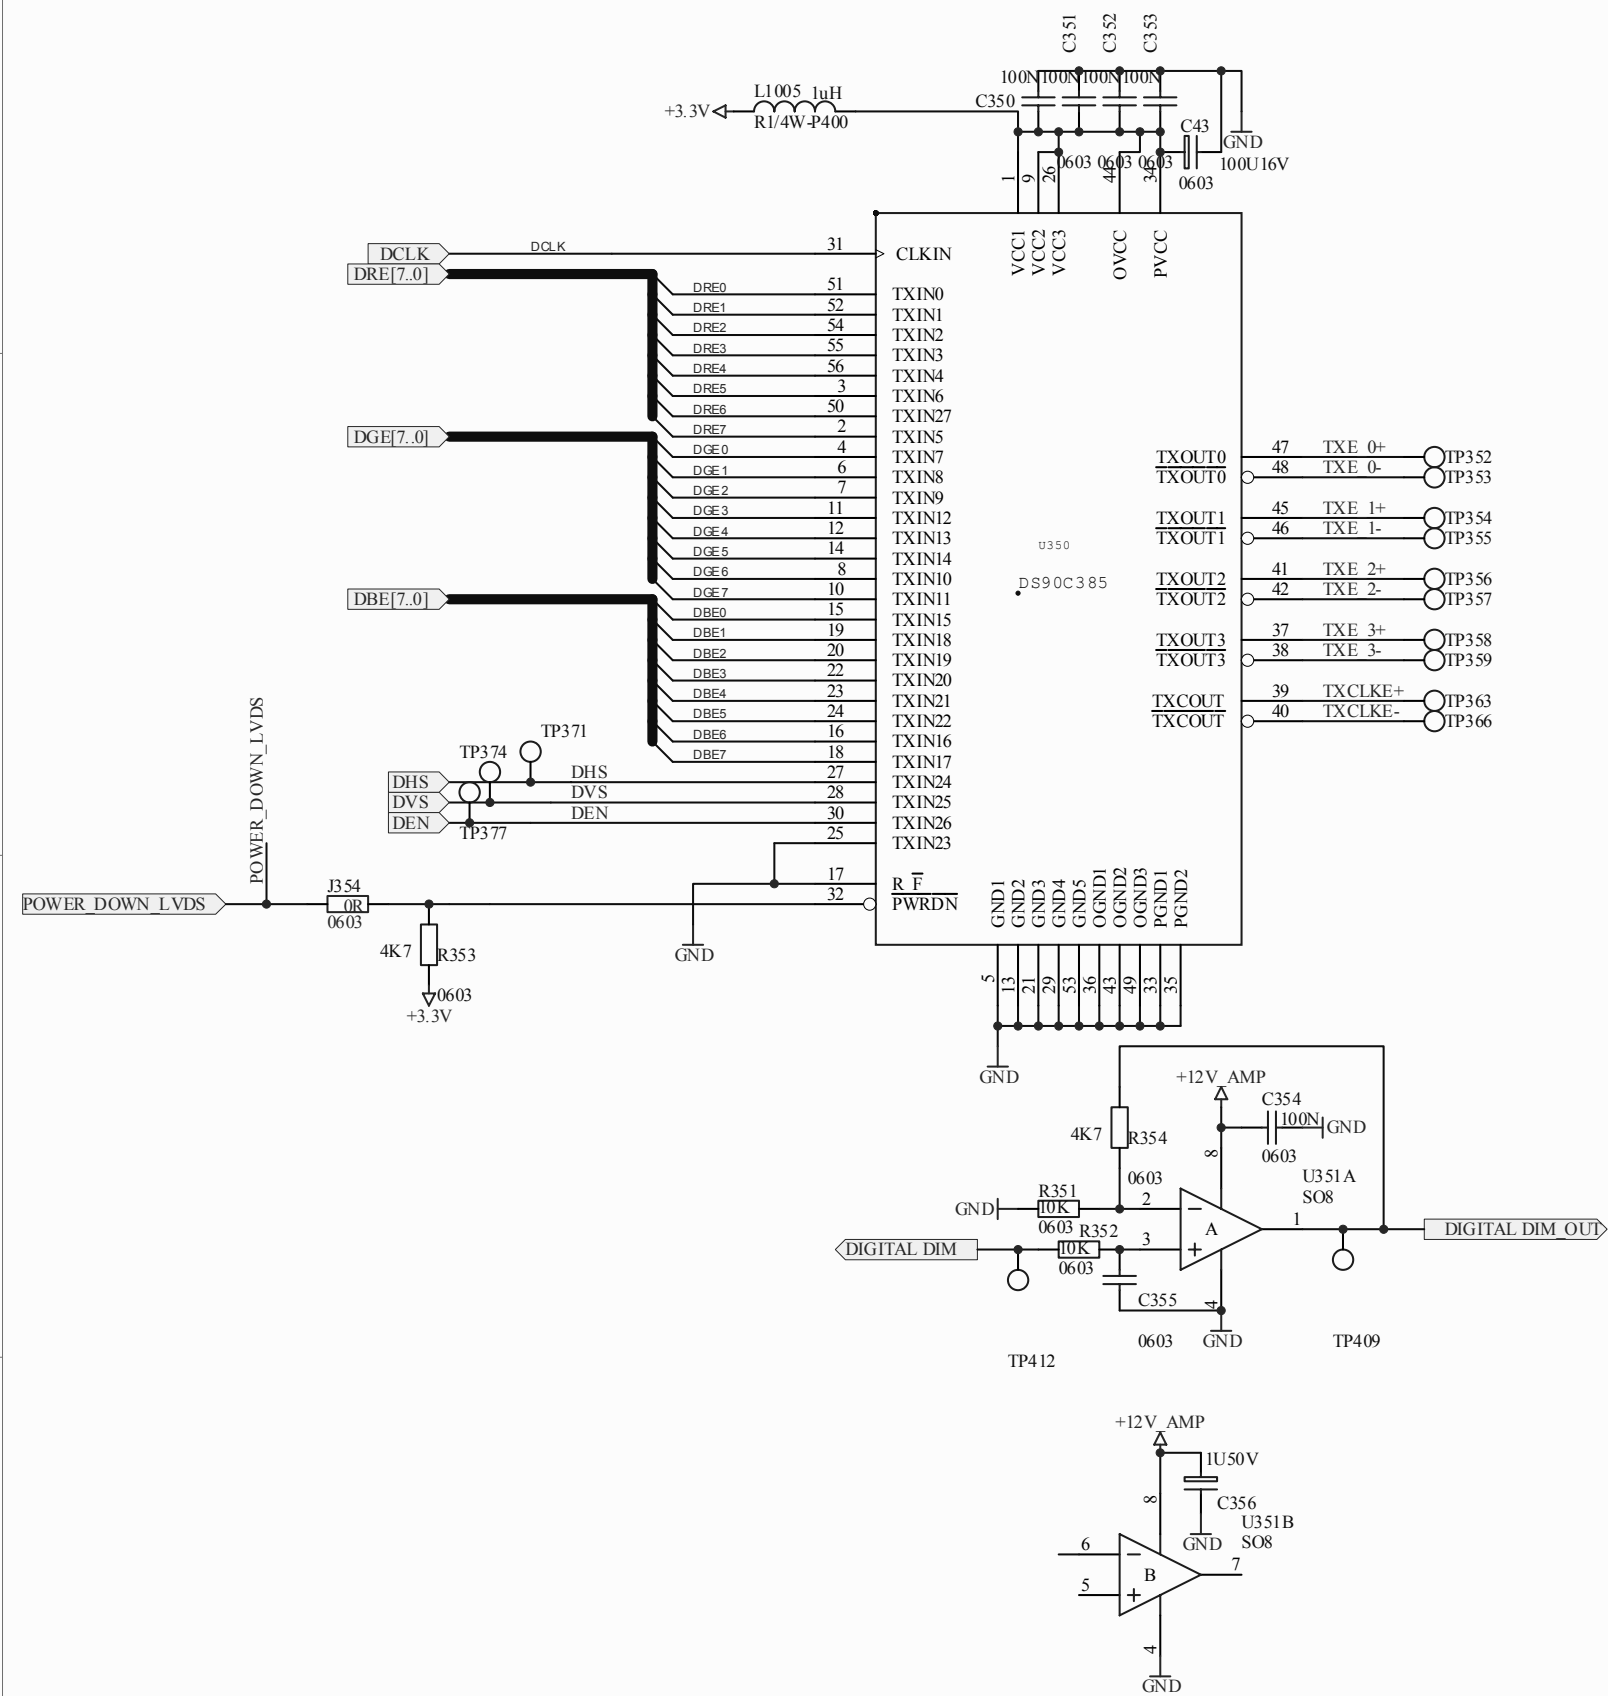 C351
C352
C353
100N
100N
100N
100N
L1005 1uH
C350
+3.3V
R1/4W-P400
C43
GND
0603 0603 0603
100U16V
0603
1
9
26
44
34
VCC1
VCC2
VCC3
OVCC
PVCC
DCLK
DCLK
31
CLKIN
DRE[7..0]
DRE0 51 TXIN0
DRE1 52 TXIN1
DRE2 54 TXIN2
DRE3 55 TXIN3
DRE4 56 TXIN4
DRE5 3 TXIN6
DRE6 50 TXIN27
DGE[7..0]
DRE7 2 TXIN5
DGE0 4 TXIN7
DGE1 6 TXIN8
DGE2 7 TXIN9
DGE3 11 TXIN12
DGE4 12 TXIN13
DGE5 14 TXIN14
DGE6 8 TXIN10
DBE[7..0]
DGE7 10 TXIN11
DBE0 15 TXIN15
DBE1 19 TXIN18
DBE2 20 TXIN19
DBE3 22 TXIN20
DBE4 23 TXIN21
DBE5 24 TXIN22
DBE6 16 TXIN16
DBE7 18 TXIN17
TP371
TP374
DHS DHS 27 TXIN24
DVS DVS 28 TXIN25
DEN DEN 30 TXIN26
TP377
25 TXIN23
17 R F
32 PWRDN
U350
DS90C385
TXOUT0 47 TXE 0+ TP352
TXOUT0 48 TXE 0- TP353
TXOUT1 45 TXE 1+ TP354
TXOUT1 46 TXE 1- TP355
TXOUT2 41 TXE 2+ TP356
TXOUT2 42 TXE 2- TP357
TXOUT3 37 TXE 3+ TP358
TXOUT3 38 TXE 3- TP359
TXCOUT 39 TXCLKE+ TP363
TXCOUT 40 TXCLKE- TP366
POWER_DOWN_LVDS
POWER_DOWN_LVDS
J354
0R
0603
4K7
R353
0603
+3.3V
GND
GND1
GND2
GND3
GND4
GND5
OGND1
OGND2
OGND3
PGND1
PGND2
5
13
21
29
53
36
43
49
33
35
GND
+12V_AMP
C354
100N
GND
4K7
R354
8
0603
U351A
SO8
0603
R351
GND
10K
2
0603
R352
A
1
DIGITAL DIM_OUT
DIGITAL DIM
10K
3
0603
C355
4
0603
GND
TP409
TP412
+12V_AMP
1U50V
8
C356
U351B
GND
SO8
6
7
B
5
4
GND